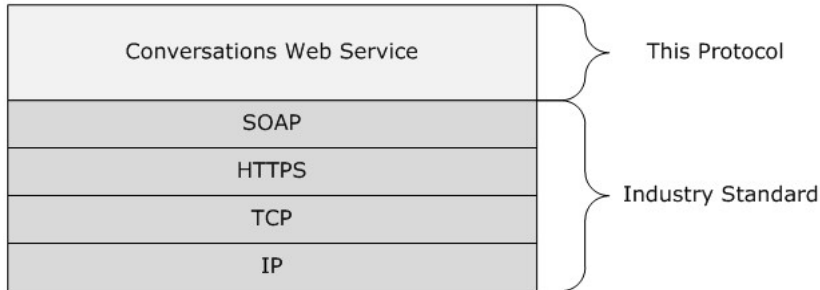 Conversations Web Service
This Protocol
SOAP
HTTPS
TCP
IP
Industry Standard